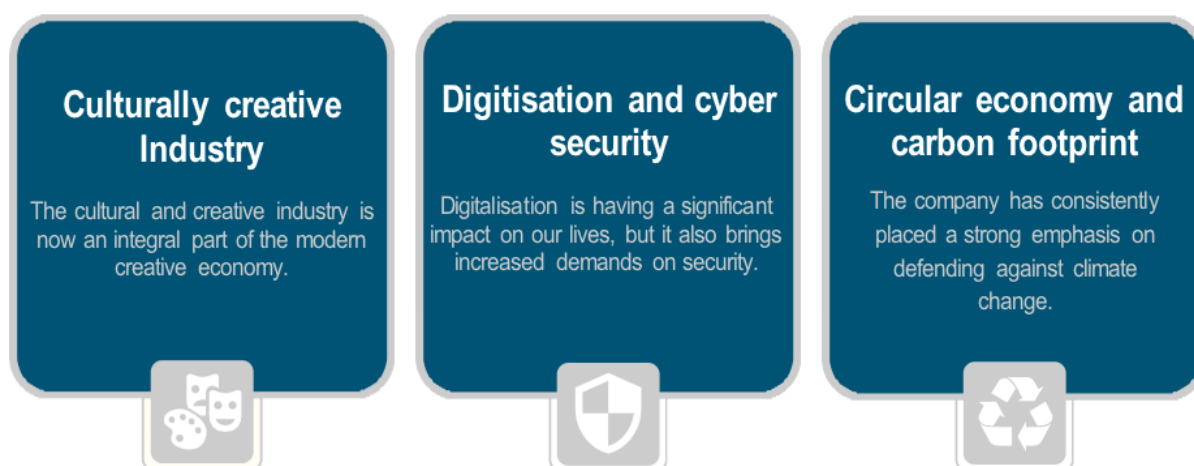 Culturally creative
Industry
The cultural and creative industry is
now an integral part of the modern
creative economy.
Digitisation and cyber
security
Digitalisation is having a significant
impact on our lives, but it also brings
increased demands on security.
Circular economy and
carbon footprint
The company has consistently
placed a strong emphasis on
defending against climate
change.